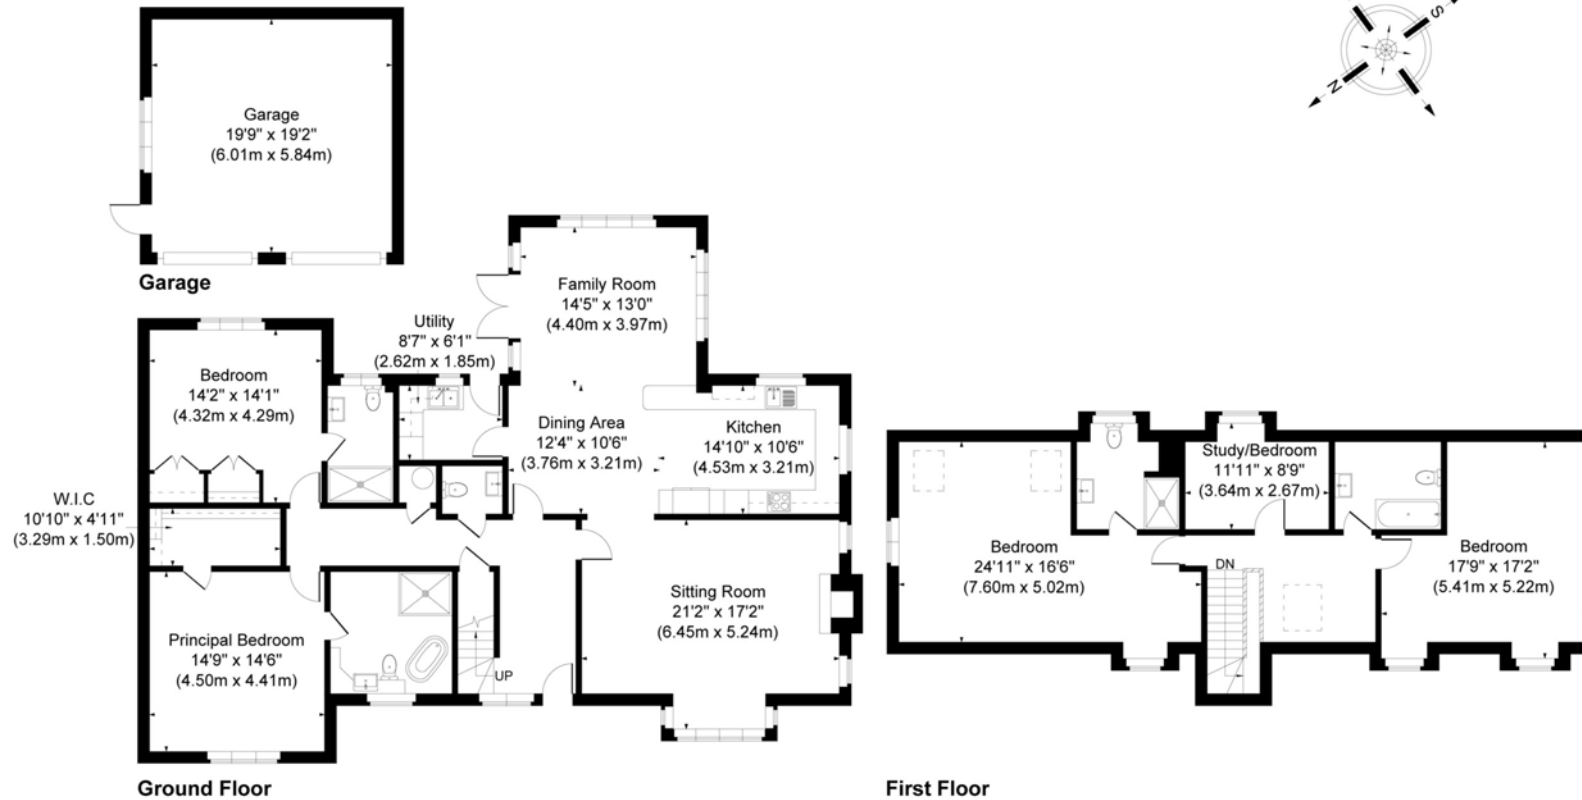 S
N
Garage
19'9" x 19'2"
(6.01m x 5.84m)
Garage
Family Room
14'5" x 13'0"
(4.40m x 3.97m)
Utility
8'7" x 6'1"
(2.62m x 1.85m)
Bedroom
14'2" x 14'1"
(4.32m x 4.29m)
Dining Area
12'4" x 10'6"
(3.76m x 3.21m)
Kitchen
14'10" x 10'6"
(4.53m x 3.21m)
W.I.C
10'10" x 4'11"
(3.29m x 1.50m)
Principal Bedroom
14'9" x 14'6"
(4.50m x 4.41m)
UP
Sitting Room
21'2" x 17'2"
(6.45m x 5.24m)
Ground Floor
Study/Bedroom
11'11" x 8'9"
(3.64m x 2.67m)
Bedroom
24'11" x 16'6"
(7.60m x 5.02m)
DN
Bedroom
17'9" x 17'2"
(5.41m x 5.22m)
First Floor